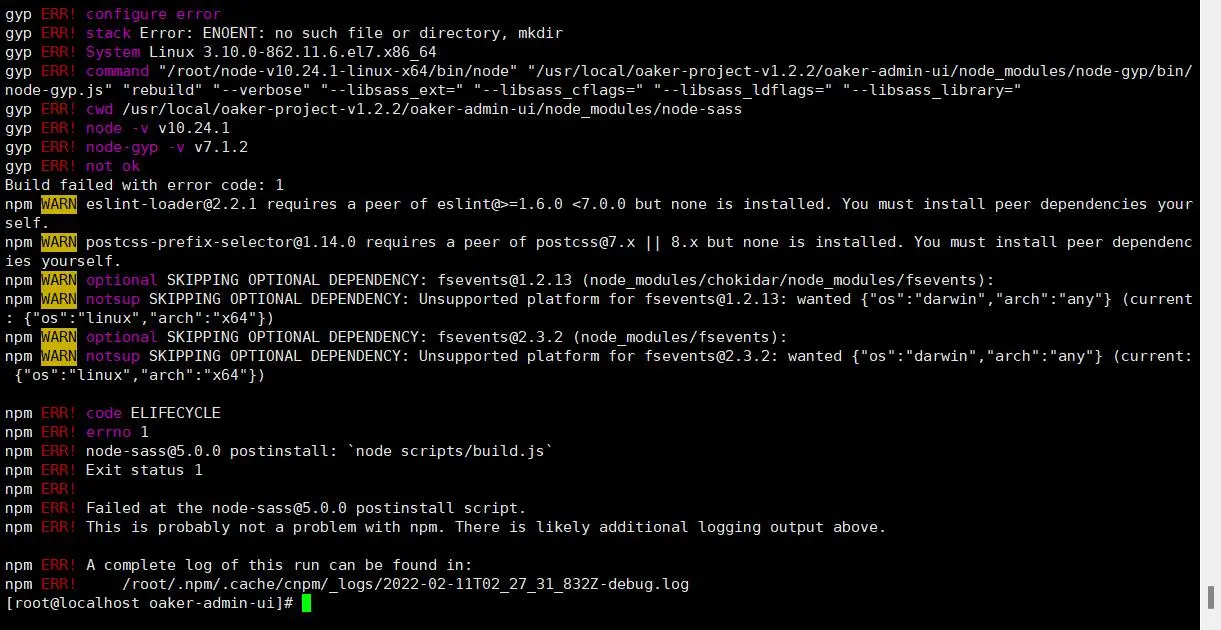 gyp ERR! configure error
gyp ERR! stack Error: ENOENT: no such file or directory, mkdir
gyp ERR! System Linux 3.10.0-862.11.6.el7.x86_64
gyp ERR! command "/root/node-v10.24.1-linux-x64/bin/node" "/usr/local/oaker-project-v1.2.2/oaker-admin-ui/node_modules/node-gyp/bin/
node-gyp.js" "rebuild" "--verbose" "--libsass_ext=" "--libsass_cflags=" "--libsass_ldflags=" "--libsass_library="
gyp ERR! cwd /usr/local/oaker-project-v1.2.2/oaker-admin-ui/node_modules/node-sass
gyp ERR! node -v v10.24.1
gyp ERR! node-gyp -v v7.1.2
gyp ERR! not ok
Build failed with error code: 1
npm WARN eslint-loader@2.2.1 requires a peer of eslint@>=1.6.0 <7.0.0 but none is installed. You must install peer dependencies your
self.
npm WARN postcss-prefix-selector@1.14.0 requires a peer of postcss@7.x || 8.x but none is installed. You must install peer dependenc
ies yourself.
npm WARN optional SKIPPING OPTIONAL DEPENDENCY: fsevents@1.2.13 (node_modules/chokidar/node_modules/fsevents):
npm WARN notsup SKIPPING OPTIONAL DEPENDENCY: Unsupported platform for fsevents@1.2.13: wanted {"os":"darwin","arch":"any"} (current
: {"os":"linux","arch":"x64"})
npm WARN optional SKIPPING OPTIONAL DEPENDENCY: fsevents@2.3.2 (node_modules/fsevents):
npm WARN notsup SKIPPING OPTIONAL DEPENDENCY: Unsupported platform for fsevents@2.3.2: wanted {"os":"darwin","arch":"any"} (current:
 {"os":"linux","arch":"x64"})

npm ERR! code ELIFECYCLE
npm ERR! errno 1
npm ERR! node-sass@5.0.0 postinstall: `node scripts/build.js`
npm ERR! Exit status 1
npm ERR!
npm ERR! Failed at the node-sass@5.0.0 postinstall script.
npm ERR! This is probably not a problem with npm. There is likely additional logging output above.

npm ERR! A complete log of this run can be found in:
npm ERR!     /root/.npm/.cache/cnpm/_logs/2022-02-11T02_27_31_832Z-debug.log
[root@localhost oaker-admin-ui]#